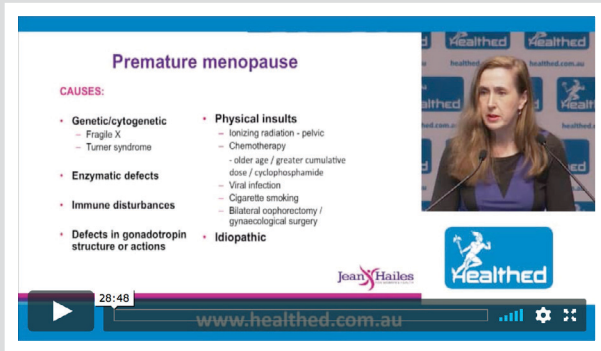 Premature menopause
CAUSES:
• Genetic/cytogenetic
– Fragile X
– Turner syndrome
• Enzymatic defects
• Immune disturbances
• Defects in gonadotropin
structure or actions
• Physical insults
– Ionizing radiation - pelvic
– Chemotherapy
- older age / greater cumulative
dose / cyclophosphamide
– Viral infection
– Cigarette smoking
– Bilateral oophorectomy /
gynaecological surgery
• Idiopathic
Jean Hailes
Healthed
Healthed
healthed.com.au
Healthed
28:48
www.healthed.com.au